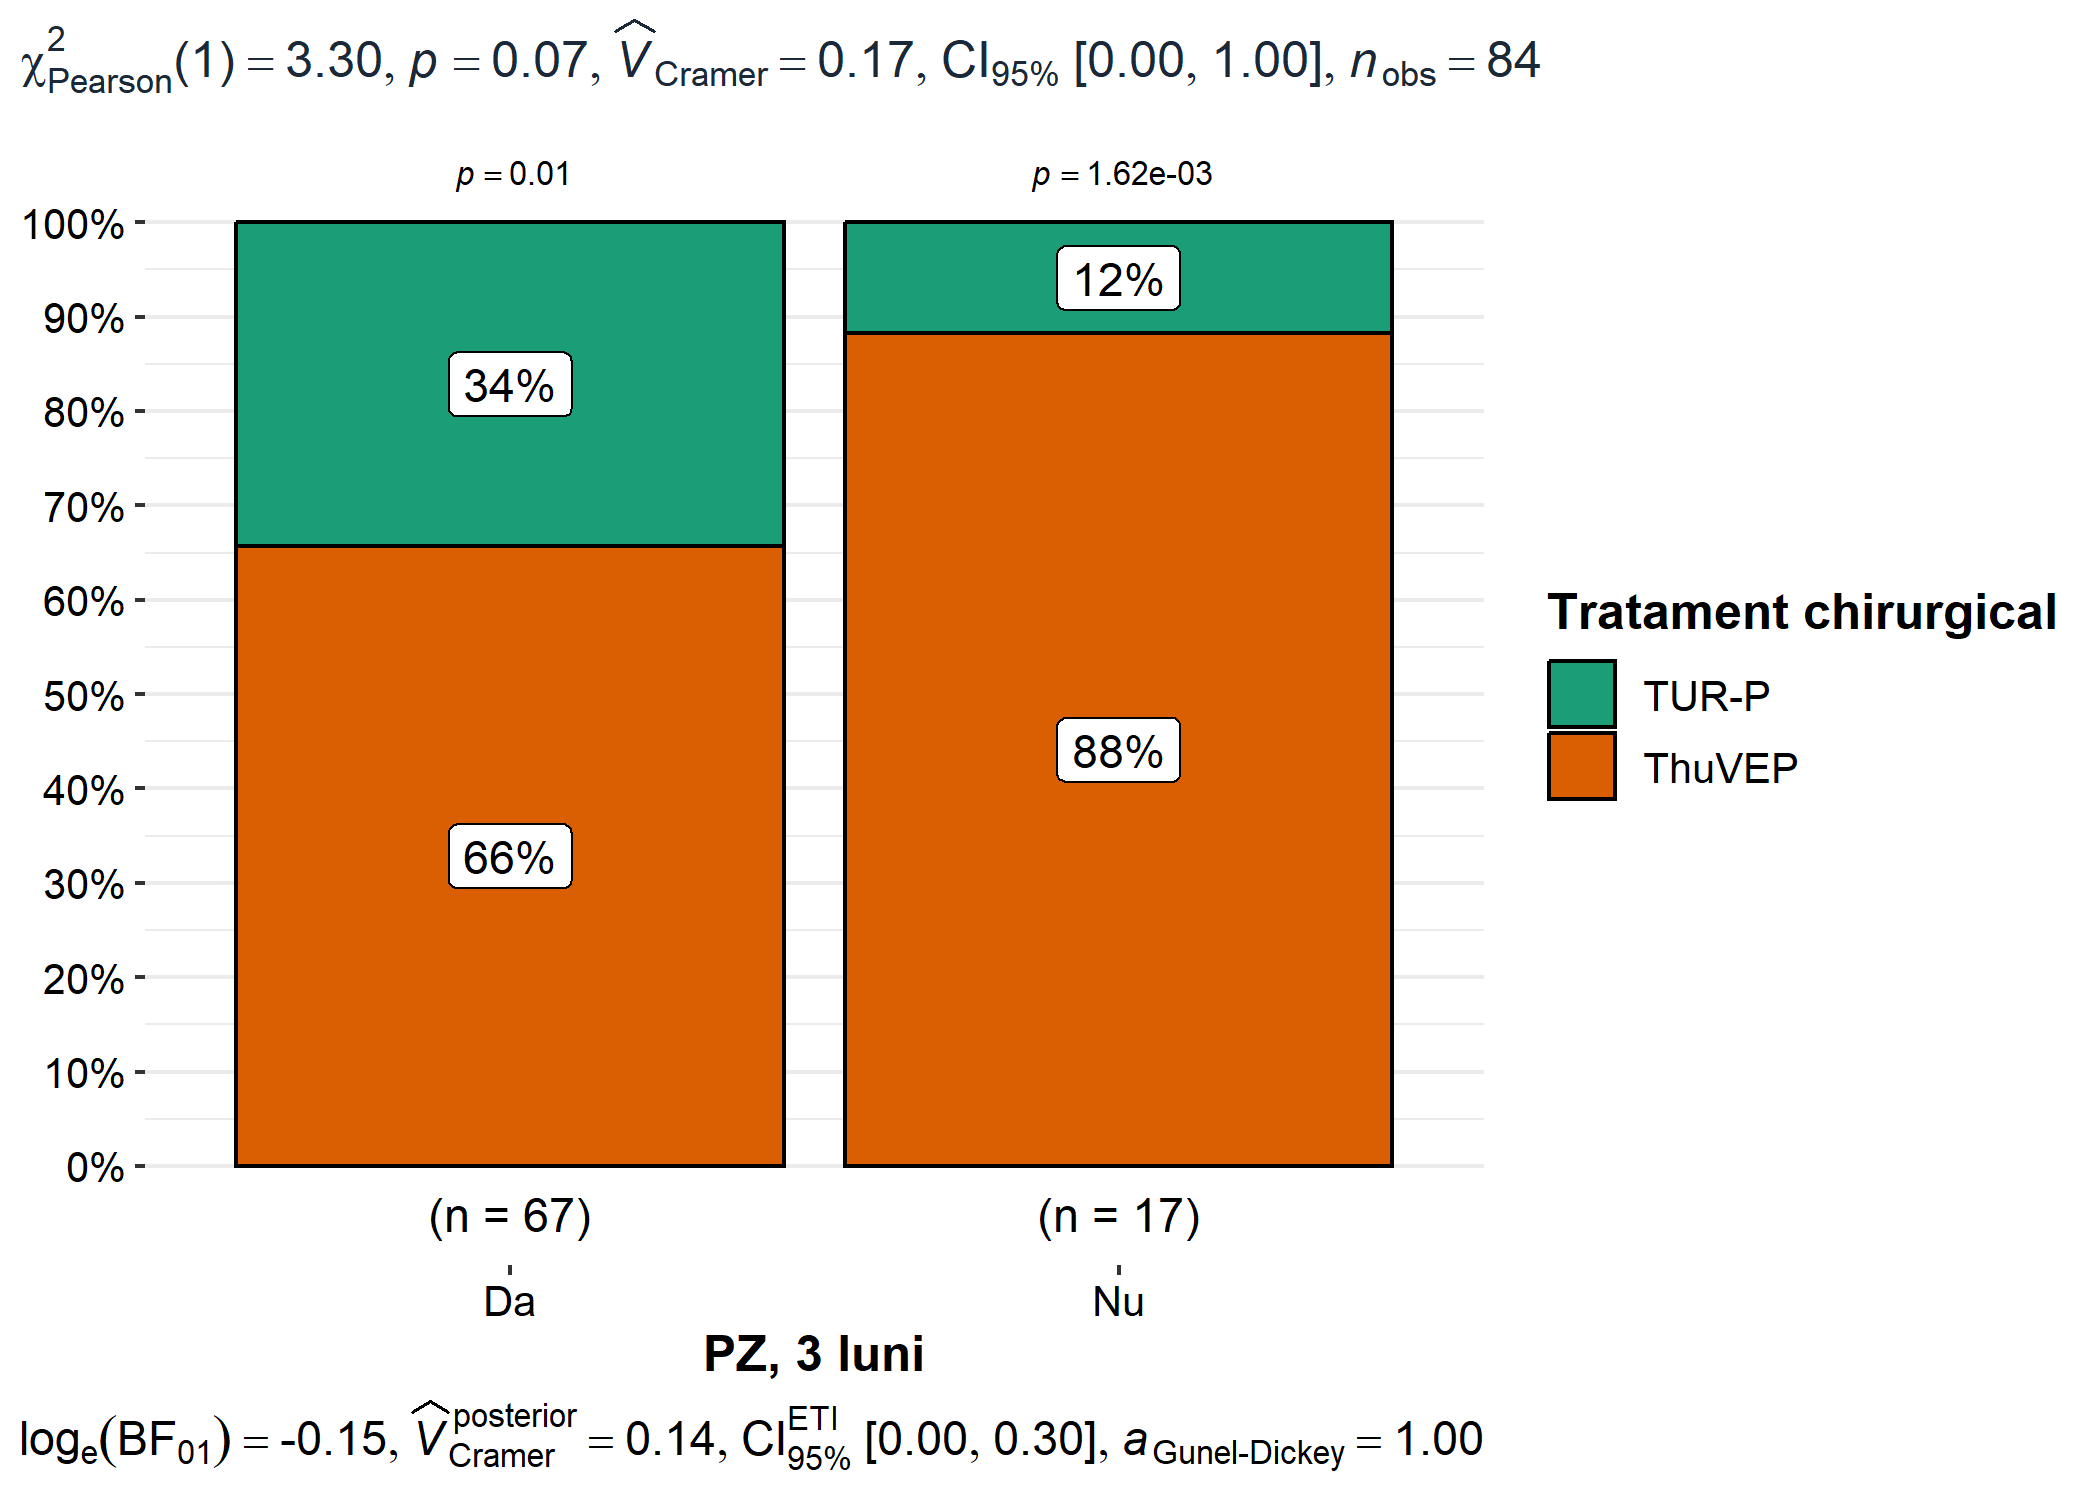 χ²Pearson(1) = 3.30, p = 0.07, V̂Cramer = 0.17, CI95% [0.00, 1.00], nobs = 84
p = 0.01 p = 1.62e-03
100%
90%
80%
70%
60%
50%
40%
30%
20%
10%
0%
12%
34%
88%
66%
(n = 67) (n = 17)
Da Nu
PZ, 3 luni
Tratament chirurgical
TUR-P
ThuVEP
loge(BF01) = -0.15, V̂posterior Cramer = 0.14, CI ETI 95% [0.00, 0.30], aGunel-Dickey = 1.00